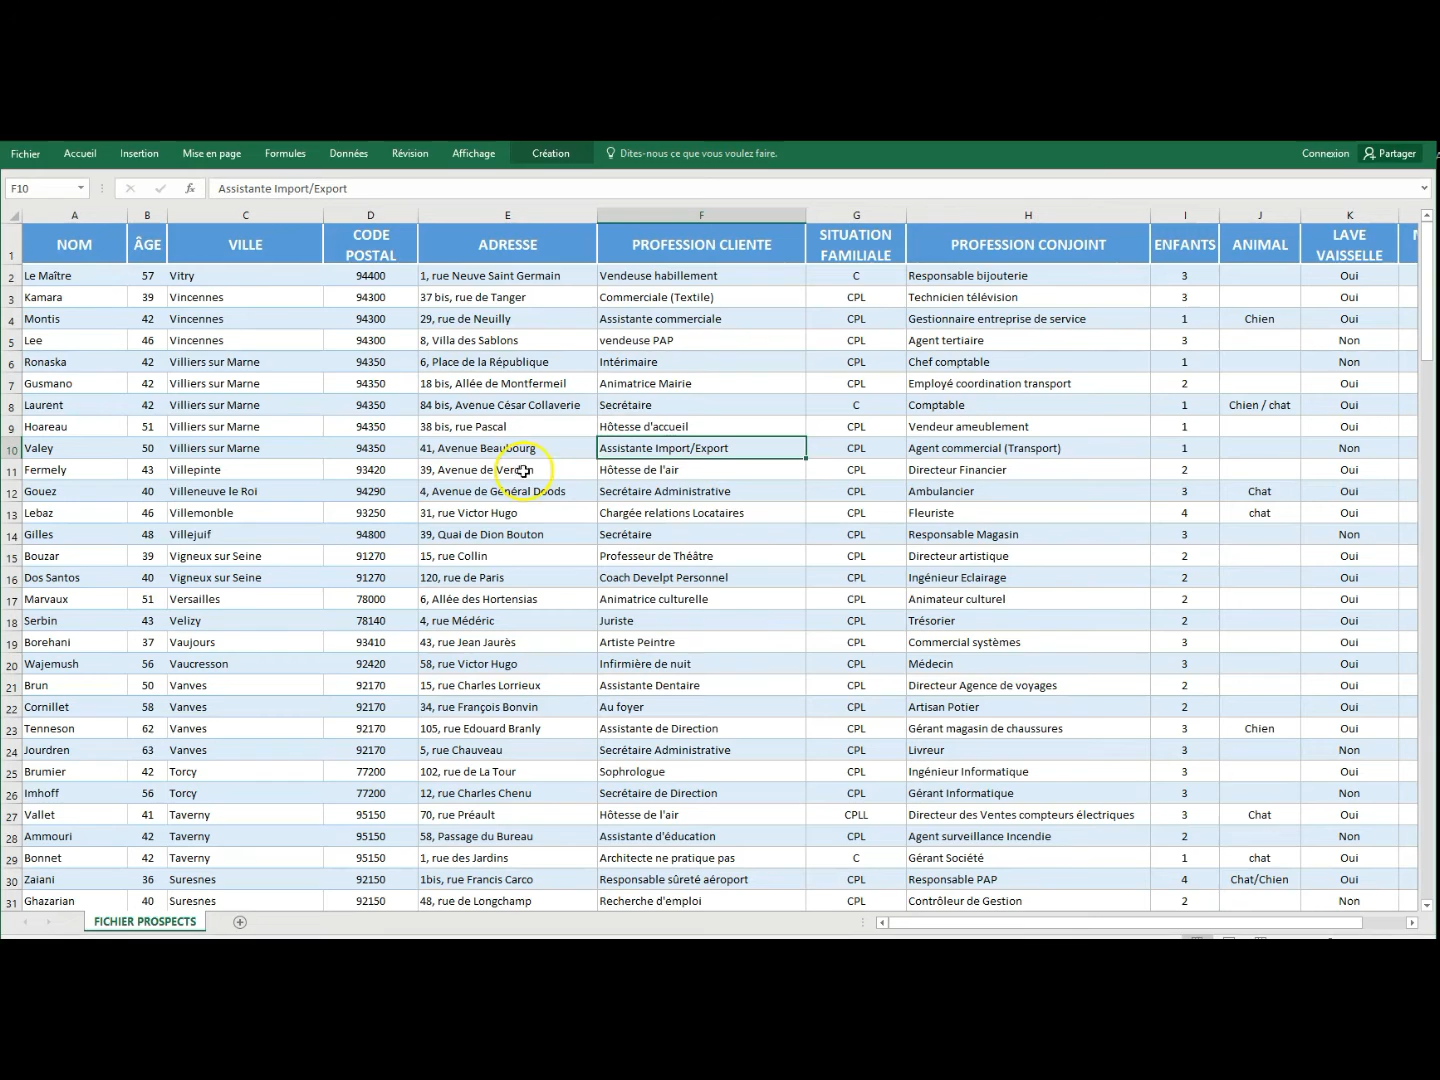 Fichier Accueil Insertion Mise en page Formules Données Révision Affichage Création Dites-nous ce que vous voulez faire. Connexion Partager
F10 fx Assistante Import/Export
A B C D E F G H I J K
1 NOM ÂGE VILLE CODE POSTAL ADRESSE PROFESSION CLIENTE SITUATION FAMILIALE PROFESSION CONJOINT ENFANTS ANIMAL LAVE VAISSELLE
2 Le Maître 57 Vitry 94400 1, rue Neuve Saint Germain Vendeuse habillement C Responsable bijouterie 3 Oui
3 Kamara 39 Vincennes 94300 37 bis, rue de Tanger Commerciale (Textile) CPL Technicien télévision 3 Oui
4 Montis 42 Vincennes 94300 29, rue de Neuilly Assistante commerciale CPL Gestionnaire entreprise de service 1 Chien Oui
5 Lee 46 Vincennes 94300 8, Villa des Sablons vendeuse PAP CPL Agent tertiaire 3 Non
6 Ronaska 42 Villiers sur Marne 94350 6, Place de la République Intérimaire CPL Chef comptable 1 Non
7 Gusmano 42 Villiers sur Marne 94350 18 bis, Allée de Montfermeil Animatrice Mairie CPL Employé coordination transport 2 Oui
8 Laurent 42 Villiers sur Marne 94350 84 bis, Avenue César Collaverie Secrétaire C Comptable 1 Chien / chat Oui
9 Hoareau 51 Villiers sur Marne 94350 38 bis, rue Pascal Hôtesse d'accueil CPL Vendeur ameublement 1 Oui
10 Valey 50 Villiers sur Marne 94350 41, Avenue Beaubourg Assistante Import/Export CPL Agent commercial (Transport) 1 Non
11 Fermely 43 Villepinte 93420 39, Avenue de Hôtesse de l'air CPL Directeur Financier 2 Oui
12 Gouez 40 Villeneuve le Roi 94290 4, Avenue de Général Doods Secrétaire Administrative CPL Ambulancier 3 Chat Oui
13 Lebaz 46 Villemonble 93250 31, rue Victor Hugo Chargée relations Locataires CPL Fleuriste 4 chat Oui
14 Gilles 48 Villejuif 94800 39, Quai de Dion Bouton Secrétaire CPL Responsable Magasin 3 Non
15 Bouzar 39 Vigneux sur Seine 91270 15, rue Collin Professeur de Théâtre CPL Directeur artistique 2 Oui
16 Dos Santos 40 Vigneux sur Seine 91270 120, rue de Paris Coach Develpt Personnel CPL Ingénieur Eclairage 2 Oui
17 Marvaux 51 Versailles 78000 6, Allée des Hortensias Animatrice culturelle CPL Animateur culturel 2 Oui
18 Serbin 43 Velizy 78140 4, rue Médéric Juriste CPL Trésorier 2 Oui
19 Borehani 37 Vaujours 93410 43, rue Jean Jaurès Artiste Peintre CPL Commercial systèmes 3 Oui
20 Wajemush 56 Vaucresson 92420 58, rue Victor Hugo Infirmière de nuit CPL Médecin 3 Oui
21 Brun 50 Vanves 92170 15, rue Charles Lorrieux Assistante Dentaire CPL Directeur Agence de voyages 2 Oui
22 Cornillet 58 Vanves 92170 34, rue François Bonvin Au foyer CPL Artisan Potier 2 Oui
23 Tenneson 62 Vanves 92170 105, rue Edouard Branly Assistante de Direction CPL Gérant magasin de chaussures 3 Chien Oui
24 Jourdren 63 Vanves 92170 5, rue Chauveau Secrétaire Administrative CPL Livreur 3 Non
25 Brumier 42 Torcy 77200 102, rue de La Tour Sophrologue CPL Ingénieur Informatique 3 Oui
26 Imhoff 56 Torcy 77200 12, rue Charles Chenu Secrétaire de Direction CPL Gérant Informatique 3 Non
27 Vallet 41 Taverny 95150 70, rue Préault Hôtesse de l'air CPLL Directeur des Ventes compteurs électriques 3 Chat Oui
28 Ammouri 42 Taverny 95150 58, Passage du Bureau Assistante d'éducation CPL Agent surveillance Incendie 2 Non
29 Bonnet 42 Taverny 95150 1, rue des Jardins Architecte ne pratique pas C Gérant Société 1 chat Oui
30 Zaiani 36 Suresnes 92150 1bis, rue Francis Carco Responsable sûreté aéroport CPL Responsable PAP 4 Chat/Chien Oui
31 Ghazarian 40 Suresnes 92150 48, rue de Longchamp Recherche d'emploi CPL Contrôleur de Gestion 2 Non
FICHIER PROSPECTS